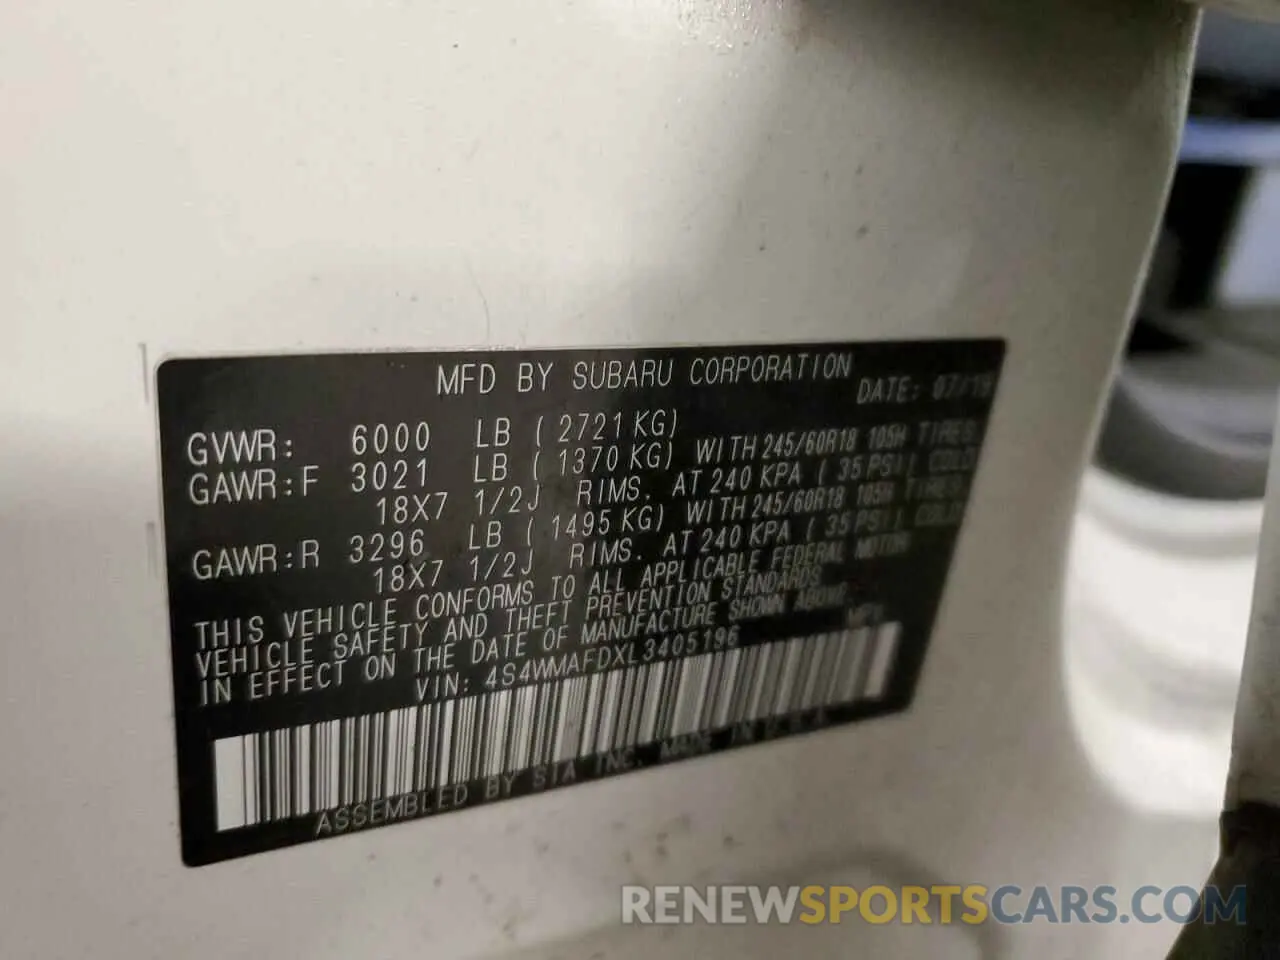 MFD BY SUBARU CORPORATION
DATE: 07/19
GVWR: 6000 LB ( 2721 KG)
GAWR:F 3021 LB ( 1370 KG) WITH 245/60R18 105H TIRES
18X7 1/2J RIMS. AT 240 KPA ( 35 PSI) COLD
GAWR:R 3296 LB ( 1495 KG) WITH 245/60R18 105H TIRES
18X7 1/2J RIMS. AT 240 KPA ( 35 PSI) COLD
THIS VEHICLE CONFORMS TO ALL APPLICABLE FEDERAL MOTOR
VEHICLE SAFETY AND THEFT PREVENTION STANDARDS
IN EFFECT ON THE DATE OF MANUFACTURE SHOWN ABOVE.
VIN: 4S4WMAFDXL3405196 MPV
ASSEMBLED BY SIA INC. MADE IN U.S.A
RENEWSPORTSCARS.COM